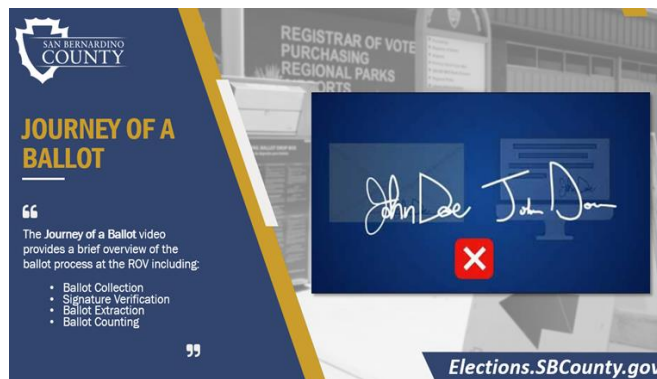 SAN BERNARDINO
COUNTY
JOURNEY OF A
BALLOT
“
The Journey of a Ballot video
provides a brief overview of the
ballot process at the ROV including:
• Ballot Collection
• Signature Verification
• Ballot Extraction
• Ballot Counting
”
REGISTRAR OF VOTE
PURCHASING
REGIONAL PARKS
John Doe
Elections.SBCounty.gov